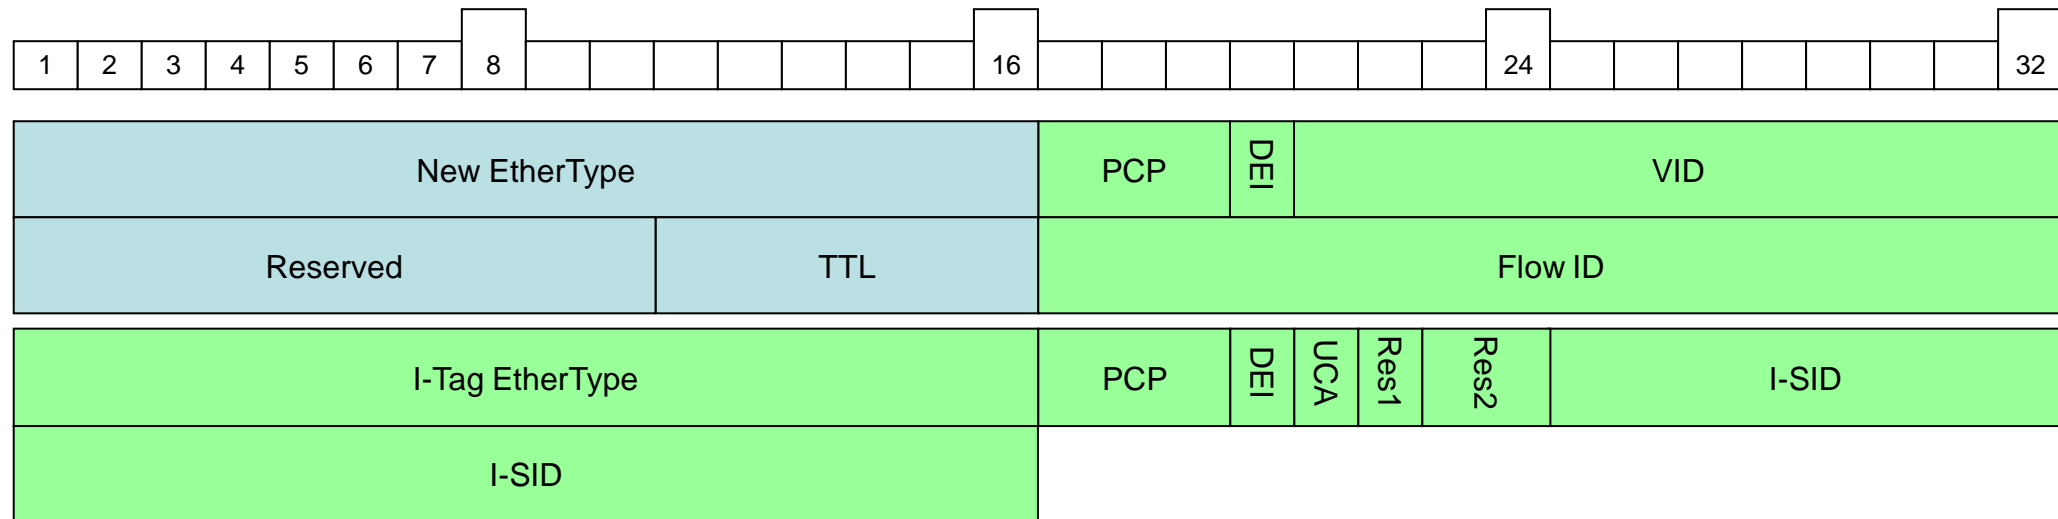 1 2 3 4 5 6 7 8 16 24 32
New EtherType PCP DEI VID
Reserved TTL Flow ID
I-Tag EtherType PCP DEI UCA Res1 Res2 I-SID
I-SID